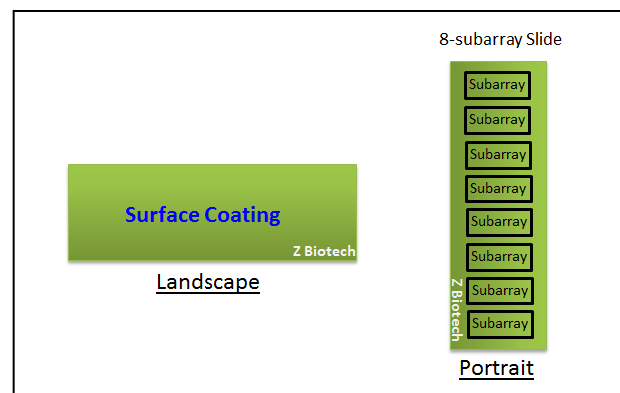 8-subarray Slide
Subarray
Subarray
Subarray
Subarray
Subarray
Subarray
Subarray
Subarray
Z Biotech
Portrait
Surface Coating
Z Biotech
Landscape